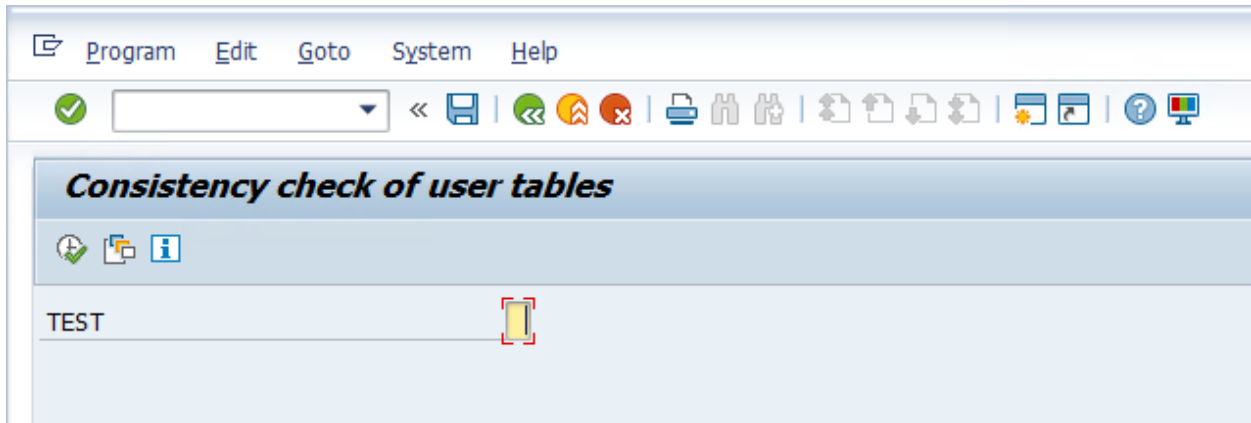 Program Edit Goto System Help
Consistency check of user tables
TEST